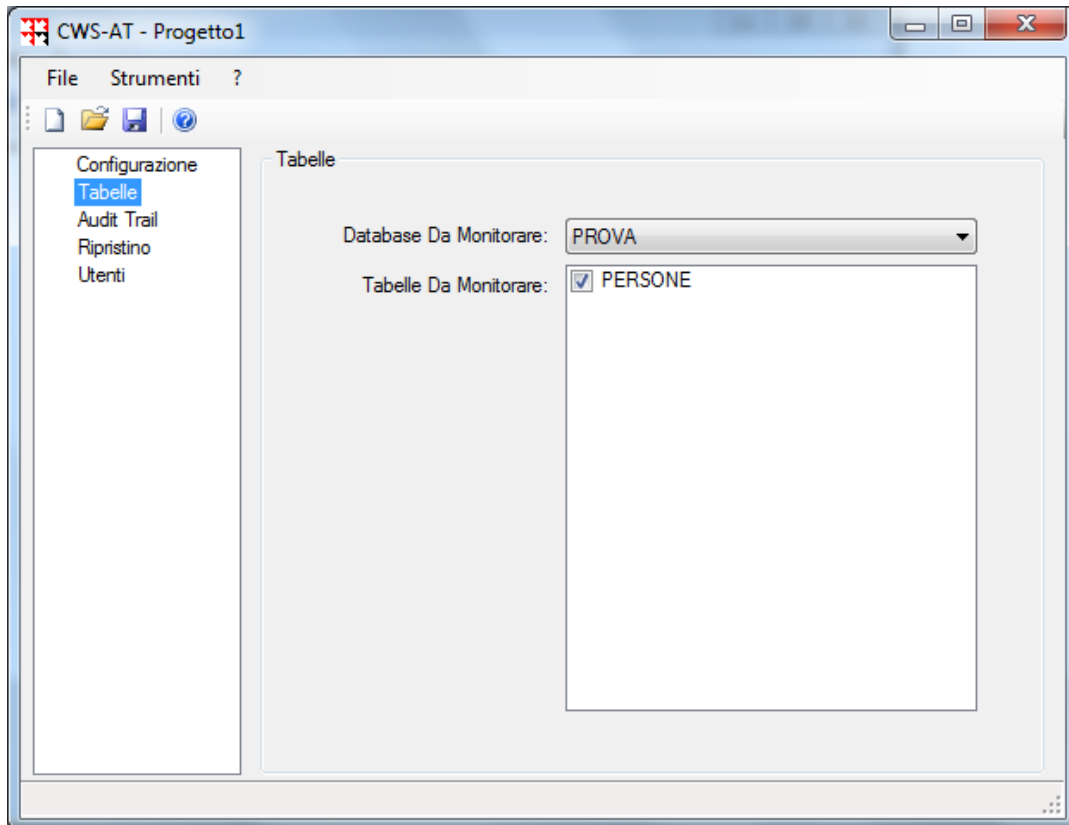 CWS-AT - Progetto1
File Strumenti ?
Configurazione
Tabelle
Audit Trail
Ripristino
Utenti
Tabelle
Database Da Monitorare: PROVA
Tabelle Da Monitorare: PERSONE